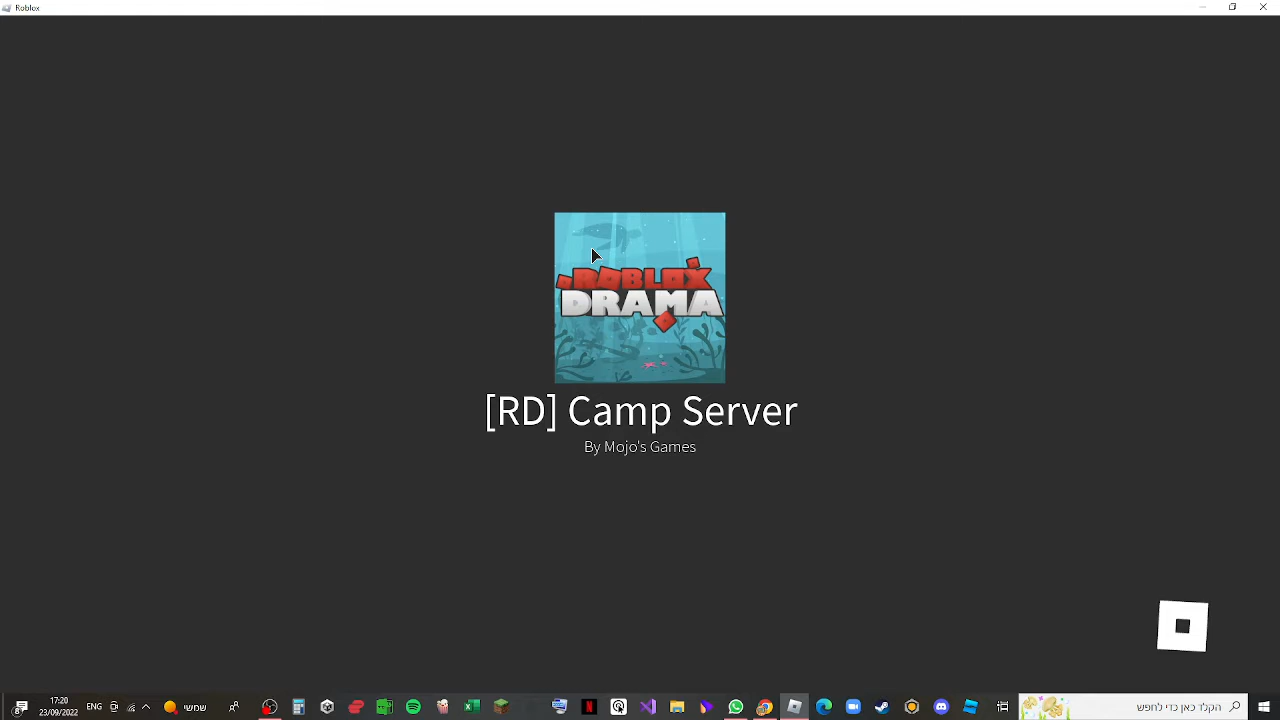 Roblox
ROBLOX
DRAMA
[RD] Camp Server
By Mojo's Games
17:20
23/09/2022
8
ENG
שמשי
הקלד כאן כדי לחפש